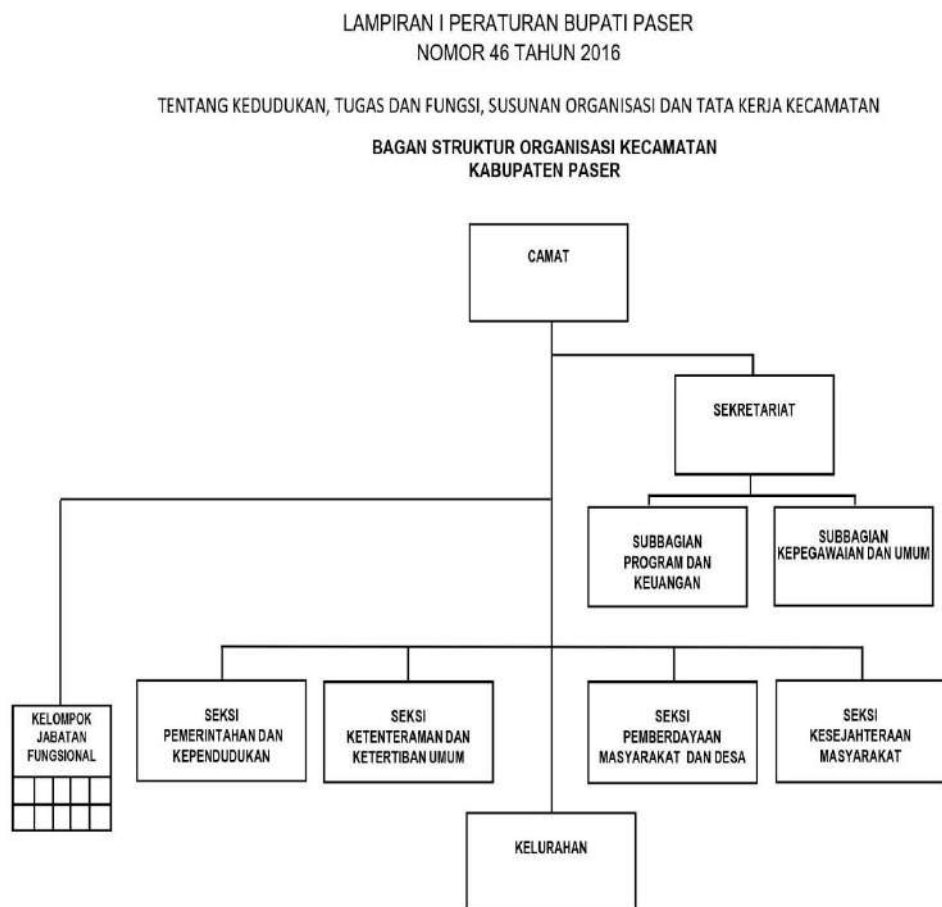 LAMPIRAN I PERATURAN BUPATI PASER
NOMOR 46 TAHUN 2016
TENTANG KEDUDUKAN, TUGAS DAN FUNGSI, SUSUNAN ORGANISASI DAN TATA KERJA KECAMATAN
BAGAN STRUKTUR ORGANISASI KECAMATAN
KABUPATEN PASER
CAMAT
SEKRETARIAT
SUBBAGIAN
PROGRAM DAN
KEUANGAN
SUBBAGIAN
KEPEGAWAIAN DAN UMUM
KELOMPOK
JABATAN
FUNGSIONAL
SEKSI
PEMERINTAHAN DAN
KEPENDUDUKAN
SEKSI
KETENTERAMAN DAN
KETERTIBAN UMUM
SEKSI
PEMBERDAYAAN
MASYARAKAT DAN DESA
SEKSI
KESEJAHTERAAN
MASYARAKAT
KELURAHAN